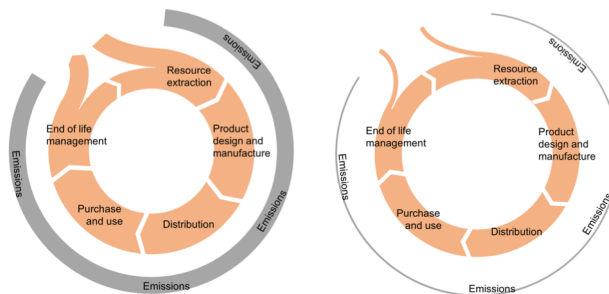 Emissions
Resource
extraction
Product
design and
manufacture
End of life
management
Purchase
and use
Distribution
Emissions
Emissions
Emissions
Emissions
Resource
extraction
Product
design and
manufacture
End of life
management
Purchase
and use
Distribution
Emissions
Emissions
Emissions